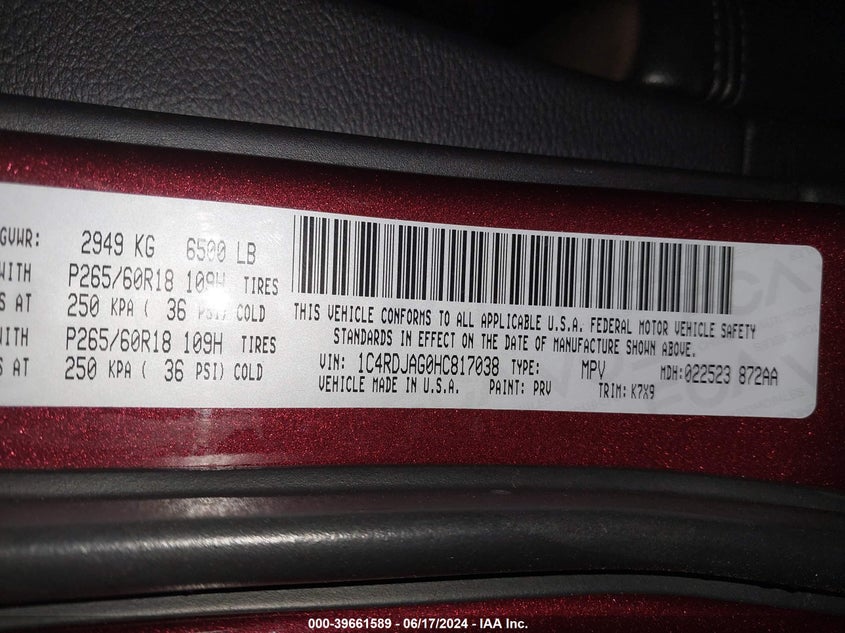 GVWR: 2949 KG 6500 LB
WITH P265/60R18 109H TIRES
S AT 250 KPA ( 36 PSI) COLD
WITH P265/60R18 109H TIRES
S AT 250 KPA ( 36 PSI) COLD
THIS VEHICLE CONFORMS TO ALL APPLICABLE U.S.A. FEDERAL MOTOR VEHICLE SAFETY
STANDARDS IN EFFECT ON THE DATE OF MANUFACTURE SHOWN ABOVE.
VIN: 1C4RDJAG0HC817038 TYPE: MPV MDH:022523 872AA
VEHICLE MADE IN U.S.A. PAINT: PRV TRIM: K7X9
000-39661589 - 06/17/2024 - IAA Inc.